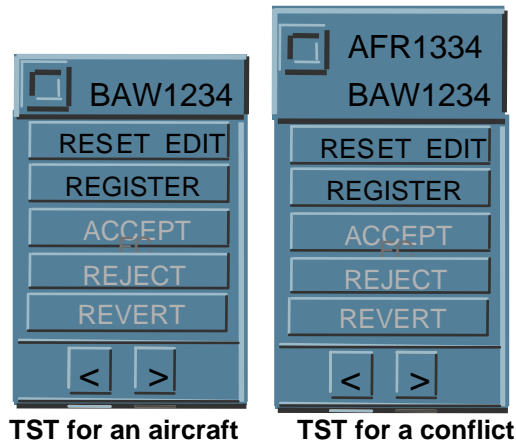 BAW1234
RESET EDIT
REGISTER
ACCEPT
REJECT
REVERT
< >
TST for an aircraft
AFR1334
BAW1234
RESET EDIT
REGISTER
ACCEPT
REJECT
REVERT
< >
TST for a conflict